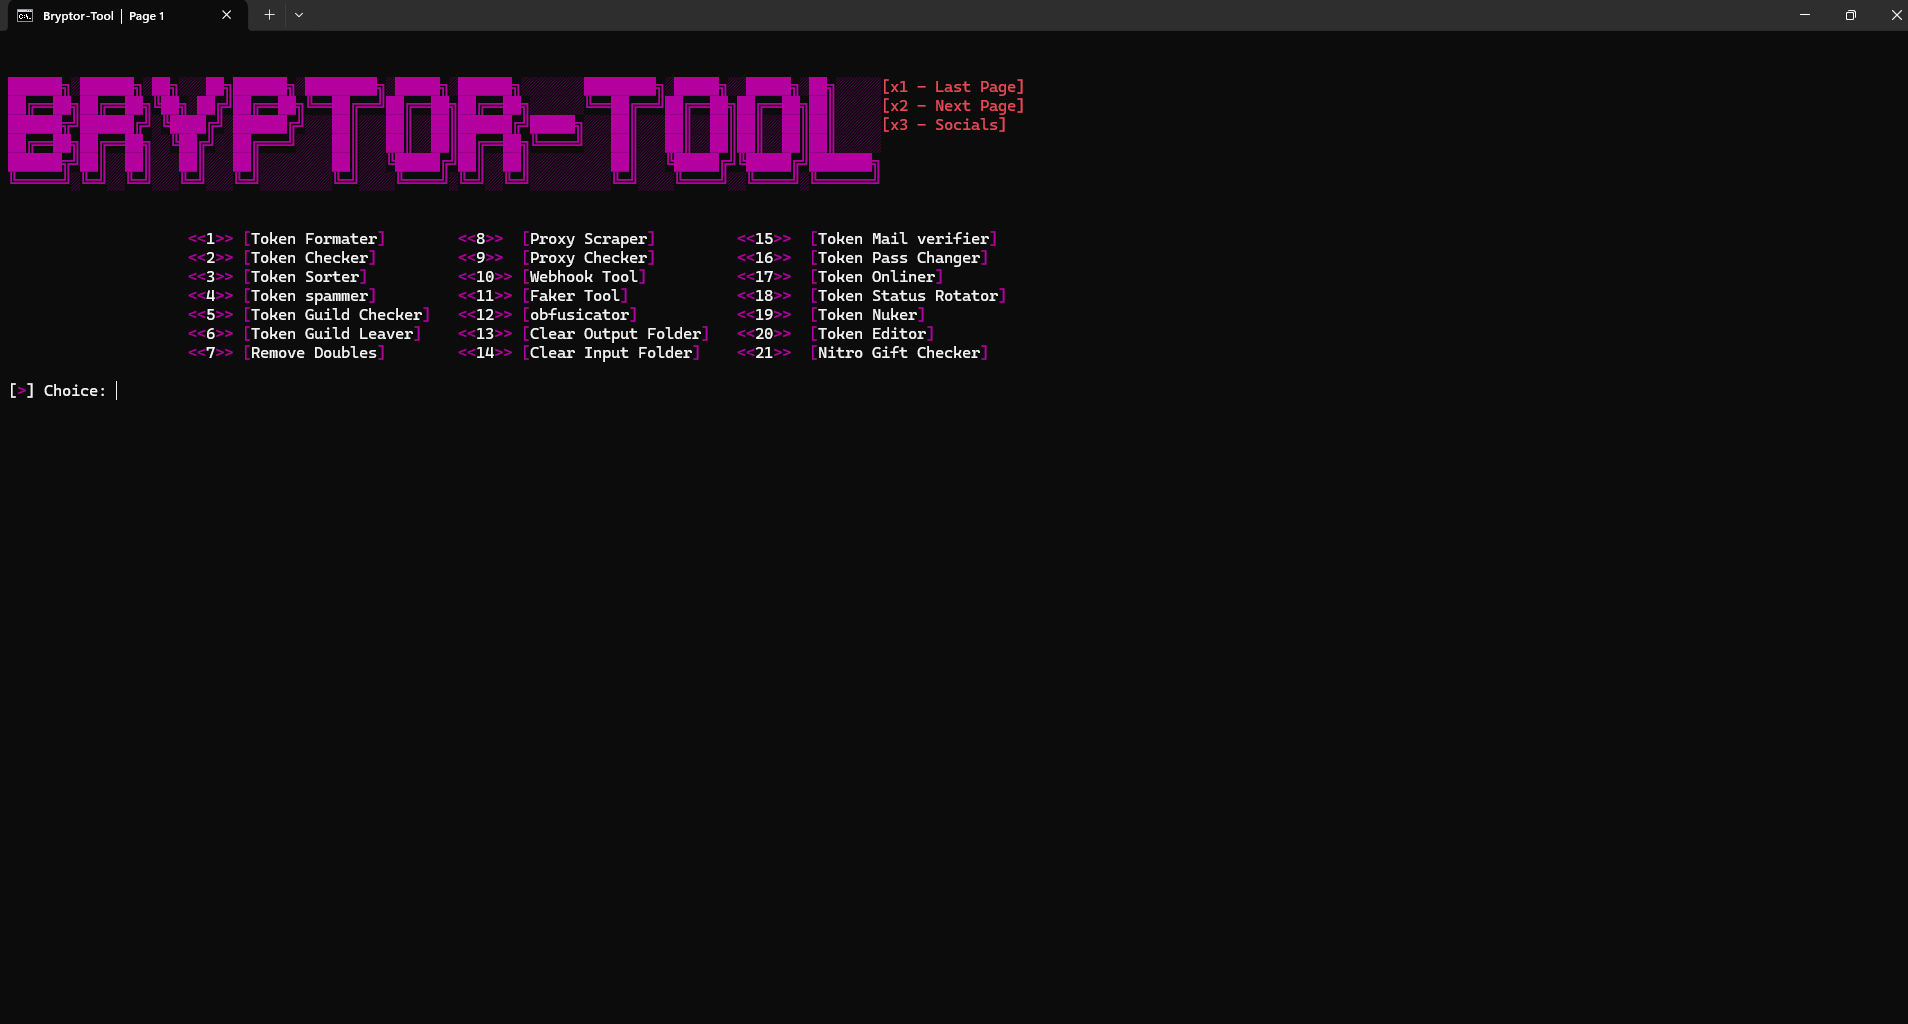 Bryptor-Tool | Page 1
BRYPTOR-TOOL
[x1 - Last Page]
[x2 - Next Page]
[x3 - Socials]
<<1>> [Token Formater] <<8>> [Proxy Scraper] <<15>> [Token Mail verifier]
<<2>> [Token Checker] <<9>> [Proxy Checker] <<16>> [Token Pass Changer]
<<3>> [Token Sorter] <<10>> [Webhook Tool] <<17>> [Token Onliner]
<<4>> [Token spammer] <<11>> [Faker Tool] <<18>> [Token Status Rotator]
<<5>> [Token Guild Checker] <<12>> [obfusicator] <<19>> [Token Nuker]
<<6>> [Token Guild Leaver] <<13>> [Clear Output Folder] <<20>> [Token Editor]
<<7>> [Remove Doubles] <<14>> [Clear Input Folder] <<21>> [Nitro Gift Checker]
[>] Choice: